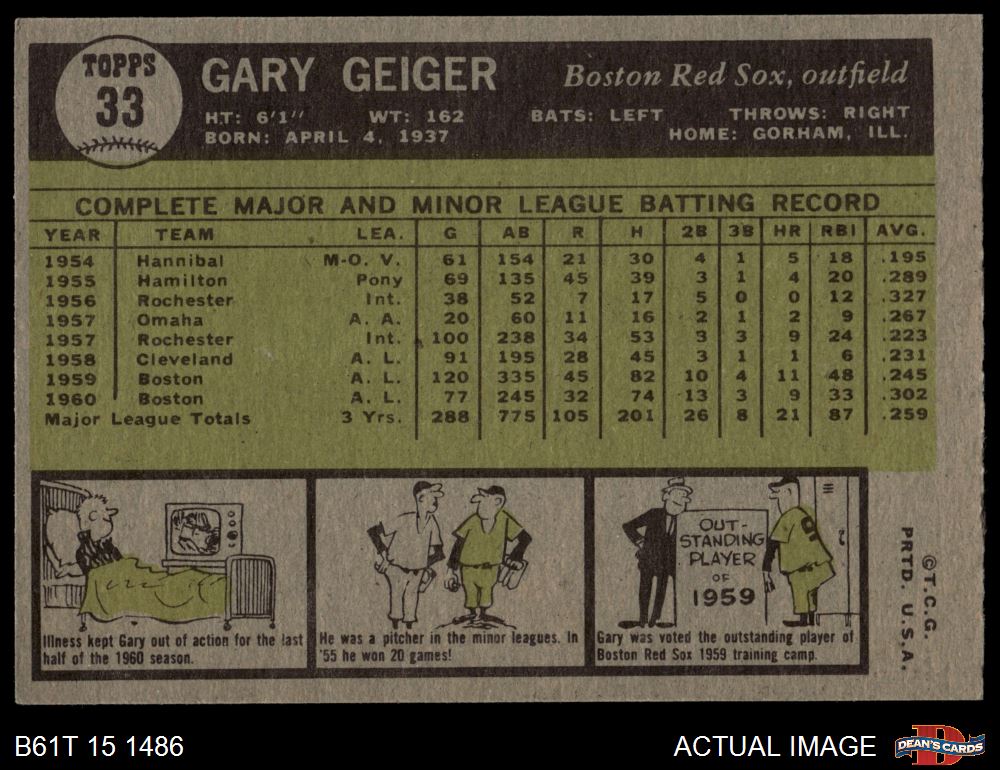 TOPPS
33
GARY GEIGER
Boston Red Sox, outfield
HT: 6'1" WT: 162 BATS: LEFT THROWS: RIGHT
BORN: APRIL 4, 1937 HOME: GORHAM, ILL.
COMPLETE MAJOR AND MINOR LEAGUE BATTING RECORD
YEAR TEAM LEA. G AB R H 2B 3B HR RBI AVG.
1954 Hannibal M-O. V. 61 154 21 30 4 1 5 18 .195
1955 Hamilton Pony 69 135 45 39 3 1 4 20 .289
1956 Rochester Int. 38 52 7 17 5 0 0 12 .327
1957 Omaha A. A. 20 60 11 16 2 1 2 9 .267
1957 Rochester Int. 100 238 34 53 3 3 9 24 .223
1958 Cleveland A. L. 91 195 28 45 3 1 1 6 .231
1959 Boston A. L. 120 335 45 82 10 4 11 48 .245
1960 Boston A. L. 77 245 32 74 13 3 9 33 .302
Major League Totals 3 Yrs. 288 775 105 201 26 8 21 87 .259
Illness kept Gary out of action for the last
half of the 1960 season.
He was a pitcher in the minor leagues. In
'55 he won 20 games!
OUT-
STANDING
PLAYER
OF
1959
9
Gary was voted the outstanding player of
Boston Red Sox 1959 training camp.
©T.C.G.
PRTD. U.S.A.
B61T 15 1486
ACTUAL IMAGE
D
DEAN'S CARDS